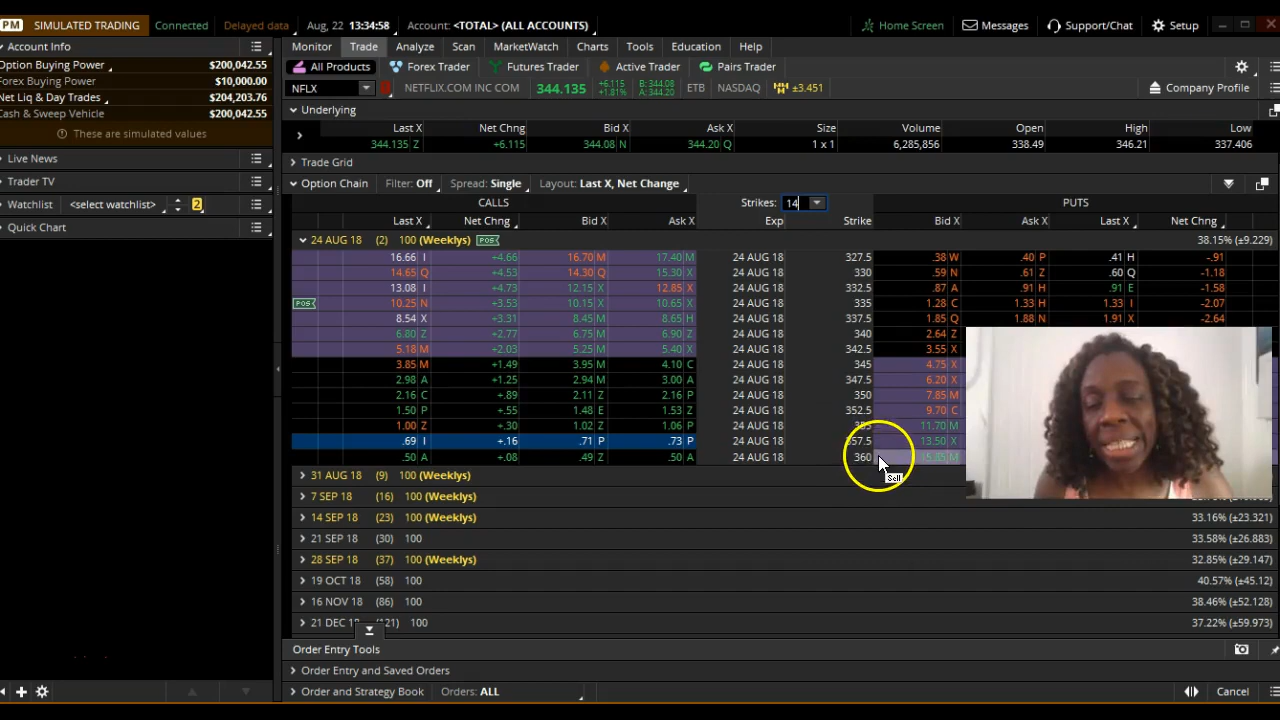 PM SIMULATED TRADING Connected Delayed data Aug, 22 13:34:58 Account: <TOTAL> (ALL ACCOUNTS) Home Screen Messages Support/Chat Setup
Account Info
Option Buying Power $200,042.55
Forex Buying Power $10,000.00
Net Liq & Day Trades $204,203.76
Cash & Sweep Vehicle $200,042.55
These are simulated values
Live News
Trader TV
Watchlist <select watchlist> 2
Quick Chart
Monitor Trade Analyze Scan MarketWatch Charts Tools Education Help
All Products Forex Trader Futures Trader Active Trader Pairs Trader
NFLX NETFLIX.COM INC COM 344.135 +6.115 +1.81% B: 344.08 A: 344.20 ETB NASDAQ ±3.451 Company Profile
Underlying
Last X Net Chng Bid X Ask X Size Volume Open High Low
344.135 Z +6.115 344.08 N 344.20 Q 1 x 1 6,285,856 338.49 346.21 337.406
Trade Grid
Option Chain Filter: Off Spread: Single Layout: Last X, Net Change
CALLS Strikes: 14 PUTS
Last X Net Chng Bid X Ask X Exp Strike Bid X Ask X Last X Net Chng
24 AUG 18 (2) 100 (Weeklys) POS 38.15% (±9.229)
16.66 I +4.66 16.70 M 17.40 M 24 AUG 18 327.5 .38 W .40 P .41 H -.91
14.65 Q +4.53 14.30 Q 15.30 X 24 AUG 18 330 .59 N .61 Z .60 Q -1.18
13.08 I +4.73 12.15 X 12.85 X 24 AUG 18 332.5 .87 A .91 H .91 E -1.58
POS 10.25 N +3.53 10.15 X 10.65 X 24 AUG 18 335 1.28 C 1.33 H 1.33 I -2.07
8.54 X +3.31 8.45 M 8.65 H 24 AUG 18 337.5 1.85 Q 1.88 N 1.91 X -2.64
6.80 Z +2.77 6.75 M 6.90 Z 24 AUG 18 340 2.64 Z
5.18 M +2.03 5.25 M 5.40 X 24 AUG 18 342.5 3.55 X
3.85 M +1.49 3.95 M 4.10 C 24 AUG 18 345 4.75 X
2.98 A +1.25 2.94 M 3.00 A 24 AUG 18 347.5 6.20 X
2.16 C +.89 2.11 Z 2.16 P 24 AUG 18 350 7.85 M
1.50 P +.55 1.48 E 1.53 Z 24 AUG 18 352.5 9.70 C
1.00 Z +.30 1.02 Z 1.06 P 24 AUG 18 355 11.70 M
.69 I +.16 .71 P .73 P 24 AUG 18 357.5 13.50 X
.50 A +.08 .49 Z .50 A 24 AUG 18 360
Sell
31 AUG 18 (9) 100 (Weeklys)
7 SEP 18 (16) 100 (Weeklys)
14 SEP 18 (23) 100 (Weeklys) 33.16% (±23.321)
21 SEP 18 (30) 100 33.58% (±26.883)
28 SEP 18 (37) 100 (Weeklys) 32.85% (±29.147)
19 OCT 18 (58) 100 40.57% (±45.12)
16 NOV 18 (86) 100 38.46% (±52.128)
21 DEC 1 (121) 100 37.22% (±59.973)
Order Entry Tools
Order Entry and Saved Orders
Order and Strategy Book Orders: ALL Cancel